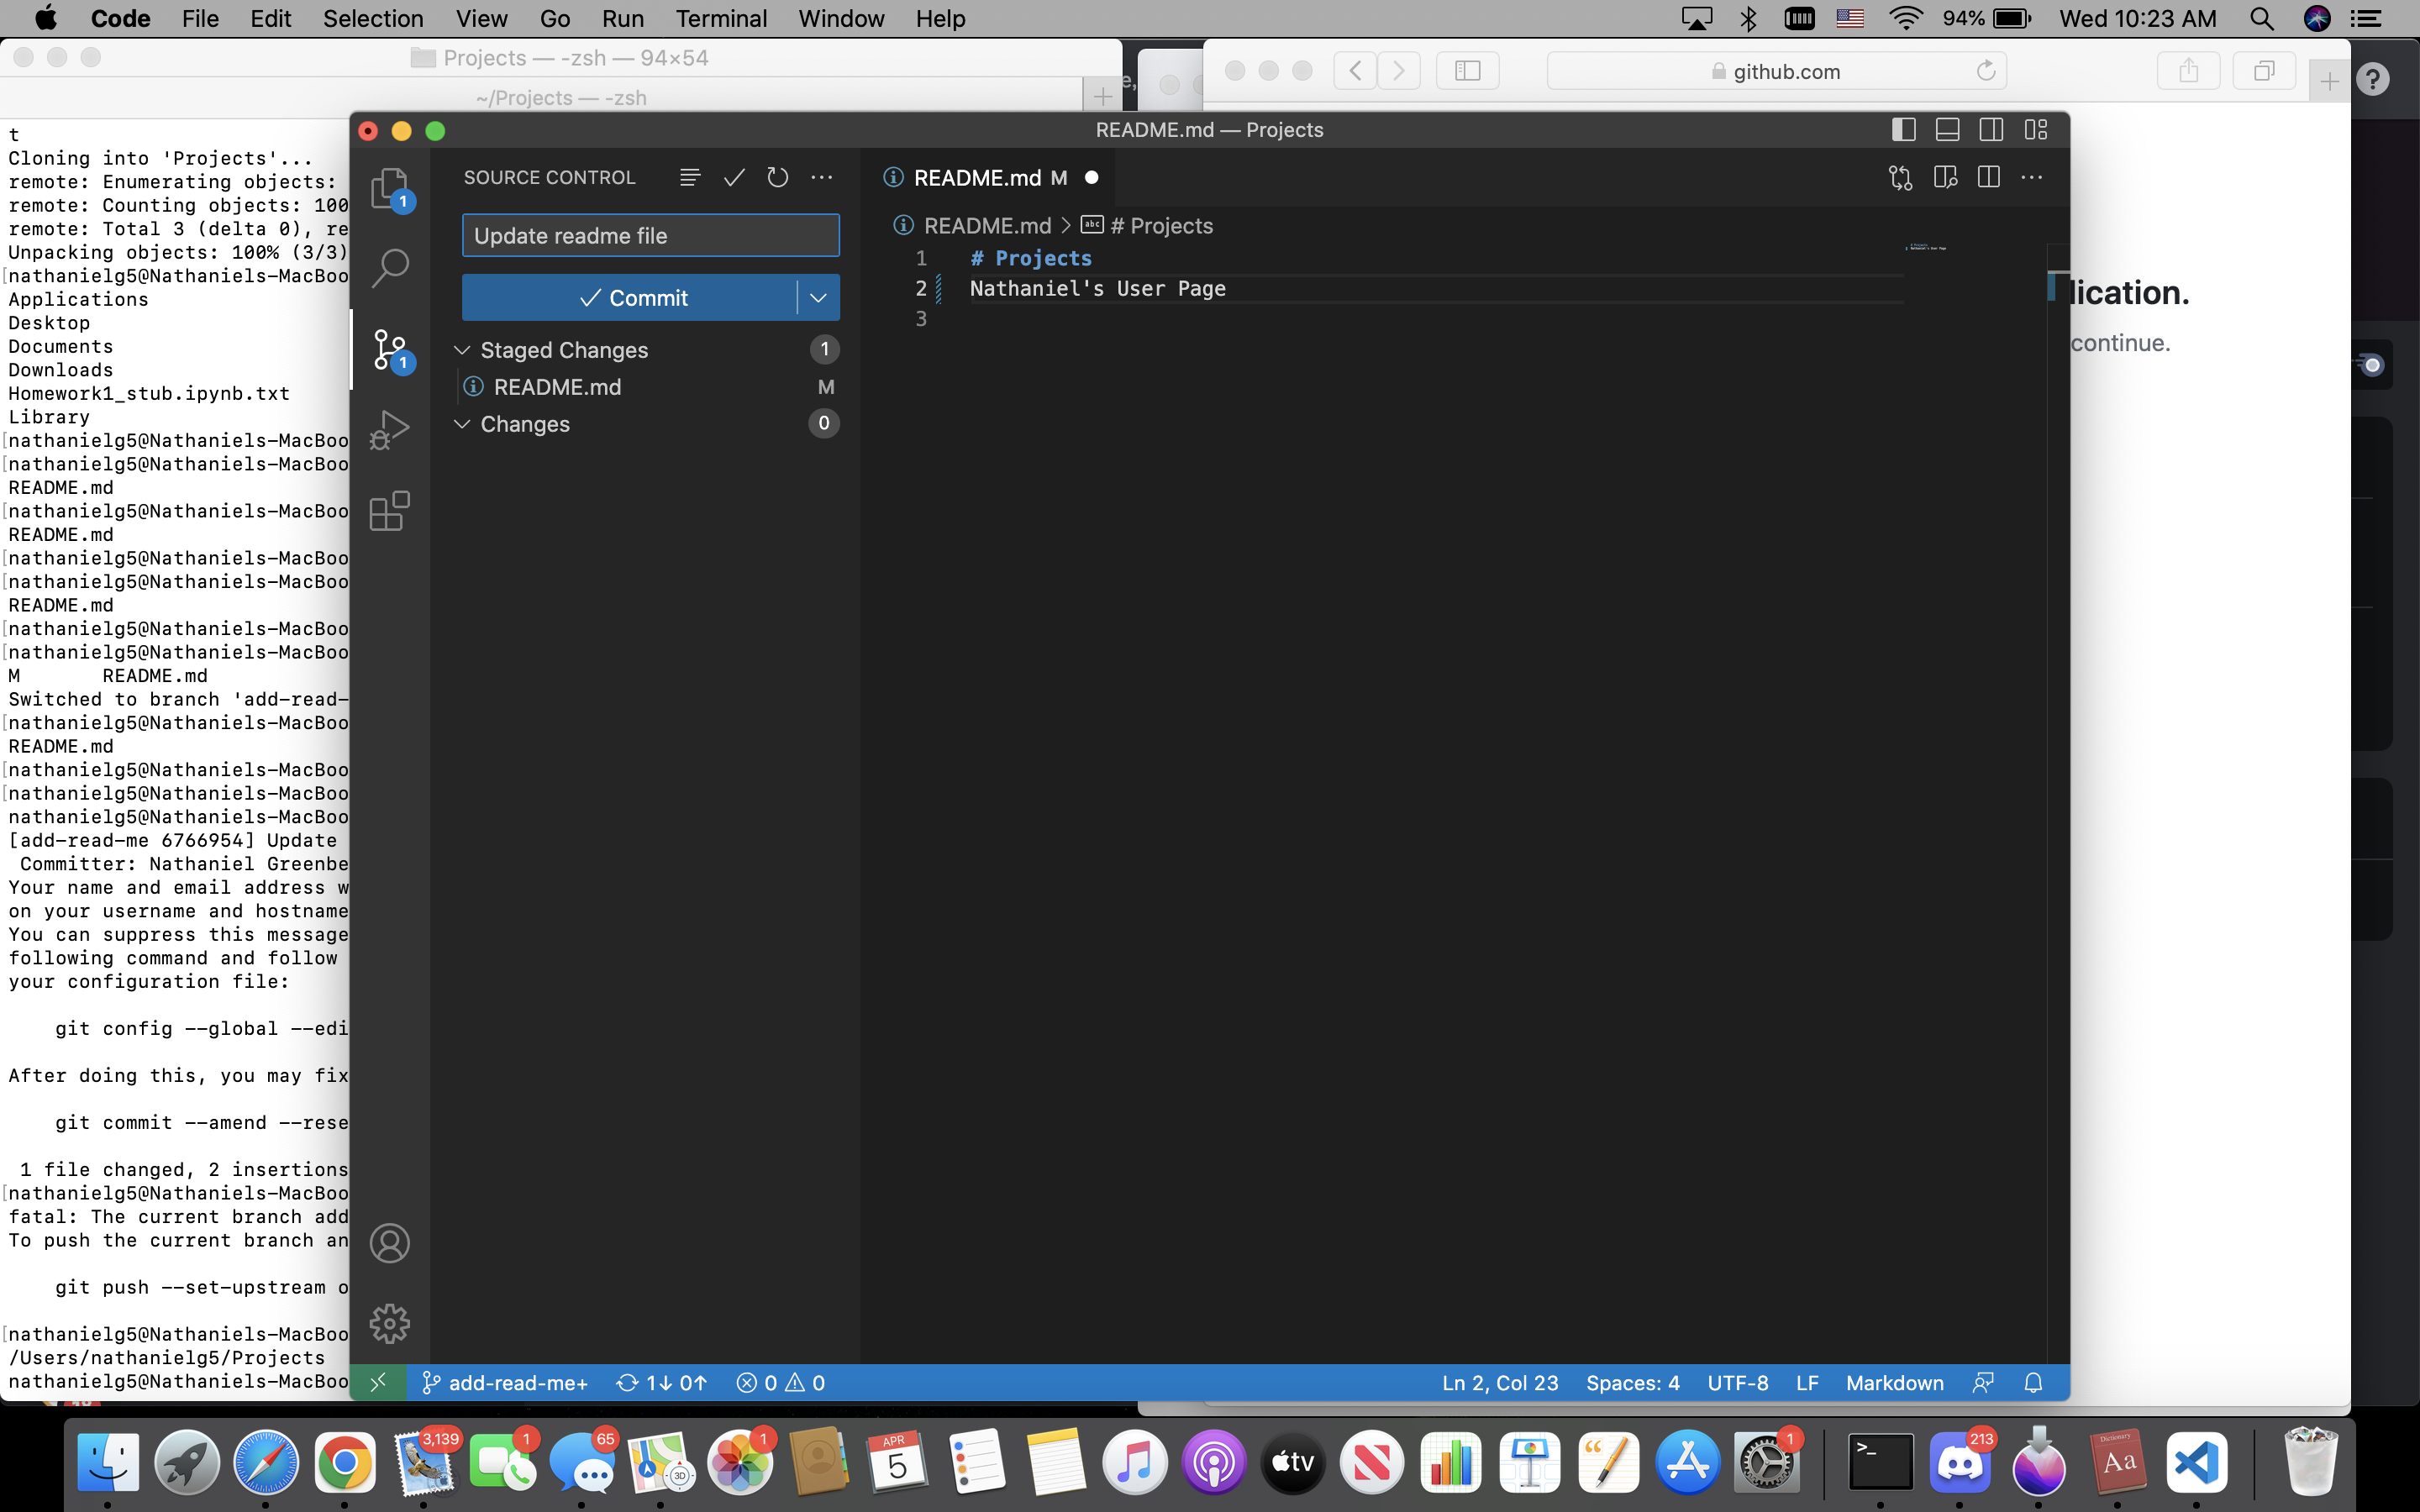 Code File Edit Selection View Go Run Terminal Window Help 94% Wed 10:23 AM
Projects — -zsh — 94×54
~/Projects — -zsh
t
Cloning into 'Projects'...
remote: Enumerating objects:
remote: Counting objects: 100
remote: Total 3 (delta 0), re
Unpacking objects: 100% (3/3)
[nathanielg5@Nathaniels-MacBoo
Applications
Desktop
Documents
Downloads
Homework1_stub.ipynb.txt
Library
[nathanielg5@Nathaniels-MacBoo
[nathanielg5@Nathaniels-MacBoo
README.md
[nathanielg5@Nathaniels-MacBoo
README.md
[nathanielg5@Nathaniels-MacBoo
[nathanielg5@Nathaniels-MacBoo
README.md
[nathanielg5@Nathaniels-MacBoo
[nathanielg5@Nathaniels-MacBoo
M README.md
Switched to branch 'add-read-
[nathanielg5@Nathaniels-MacBoo
README.md
[nathanielg5@Nathaniels-MacBoo
[nathanielg5@Nathaniels-MacBoo
nathanielg5@Nathaniels-MacBoo
[add-read-me 6766954] Update
Committer: Nathaniel Greenbe
Your name and email address w
on your username and hostname
You can suppress this message
following command and follow
your configuration file:
git config --global --edi
After doing this, you may fix
git commit --amend --rese
1 file changed, 2 insertions
[nathanielg5@Nathaniels-MacBoo
fatal: The current branch add
To push the current branch an
git push --set-upstream o
[nathanielg5@Nathaniels-MacBoo
/Users/nathanielg5/Projects
nathanielg5@Nathaniels-MacBoo
README.md — Projects
1
1
SOURCE CONTROL
Update readme file
Commit
Staged Changes 1
README.md M
Changes 0
README.md M
README.md > abc # Projects
1 # Projects
2 Nathaniel's User Page
3
add-read-me+ 1↓ 0↑ 0 0 Ln 2, Col 23 Spaces: 4 UTF-8 LF Markdown
e,
github.com
?
lication.
continue.
3,139 1 65 3D 1 APR 5 tv 1 >_ 213 Dictionary Aa